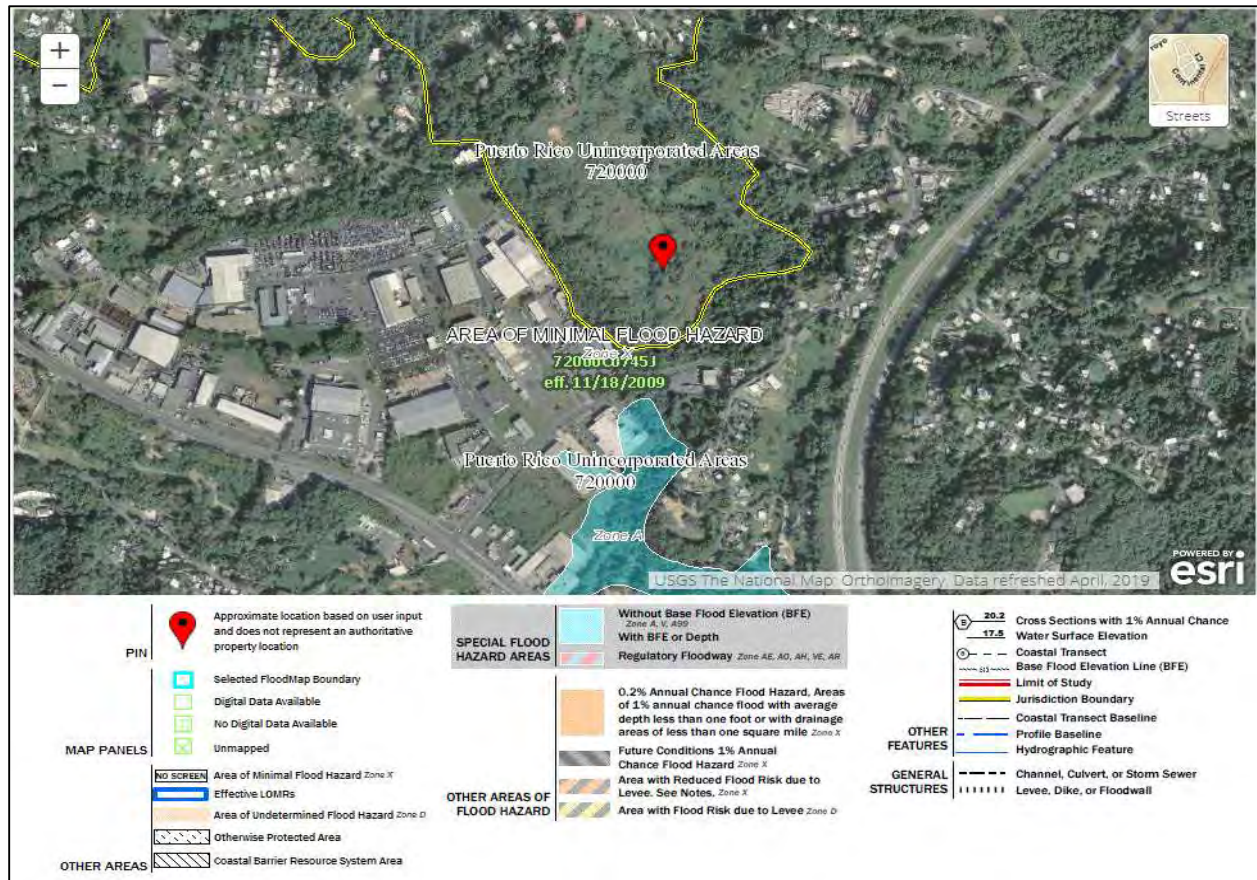 +
−
royo
Continental
Streets
Puerto Rico Unincorporated Areas
720000
AREA OF MINIMAL FLOOD HAZARD
Zone X
72000C0745J
eff. 11/18/2009
Puerto Rico Unincorporated Areas
720000
Zone A
POWERED BY
esri
USGS The National Map: Orthoimagery. Data refreshed April, 2019
PIN
Approximate location based on user input
and does not represent an authoritative
property location
MAP PANELS
Selected FloodMap Boundary
Digital Data Available
No Digital Data Available
Unmapped
OTHER AREAS
NO SCREEN Area of Minimal Flood Hazard Zone X
Effective LOMRs
Area of Undetermined Flood Hazard Zone D
Otherwise Protected Area
Coastal Barrier Resource System Area
SPECIAL FLOOD
HAZARD AREAS
Without Base Flood Elevation (BFE)
Zone A, V, A99
With BFE or Depth
Regulatory Floodway Zone AE, AO, AH, VE, AR
OTHER AREAS OF
FLOOD HAZARD
0.2% Annual Chance Flood Hazard, Areas
of 1% annual chance flood with average
depth less than one foot or with drainage
areas of less than one square mile Zone X
Future Conditions 1% Annual
Chance Flood Hazard Zone X
Area with Reduced Flood Risk due to
Levee. See Notes. Zone X
Area with Flood Risk due to Levee Zone D
OTHER
FEATURES
B 20.2 Cross Sections with 1% Annual Chance
17.5 Water Surface Elevation
Coastal Transect
Base Flood Elevation Line (BFE)
Limit of Study
Jurisdiction Boundary
Coastal Transect Baseline
Profile Baseline
Hydrographic Feature
GENERAL
STRUCTURES
Channel, Culvert, or Storm Sewer
Levee, Dike, or Floodwall